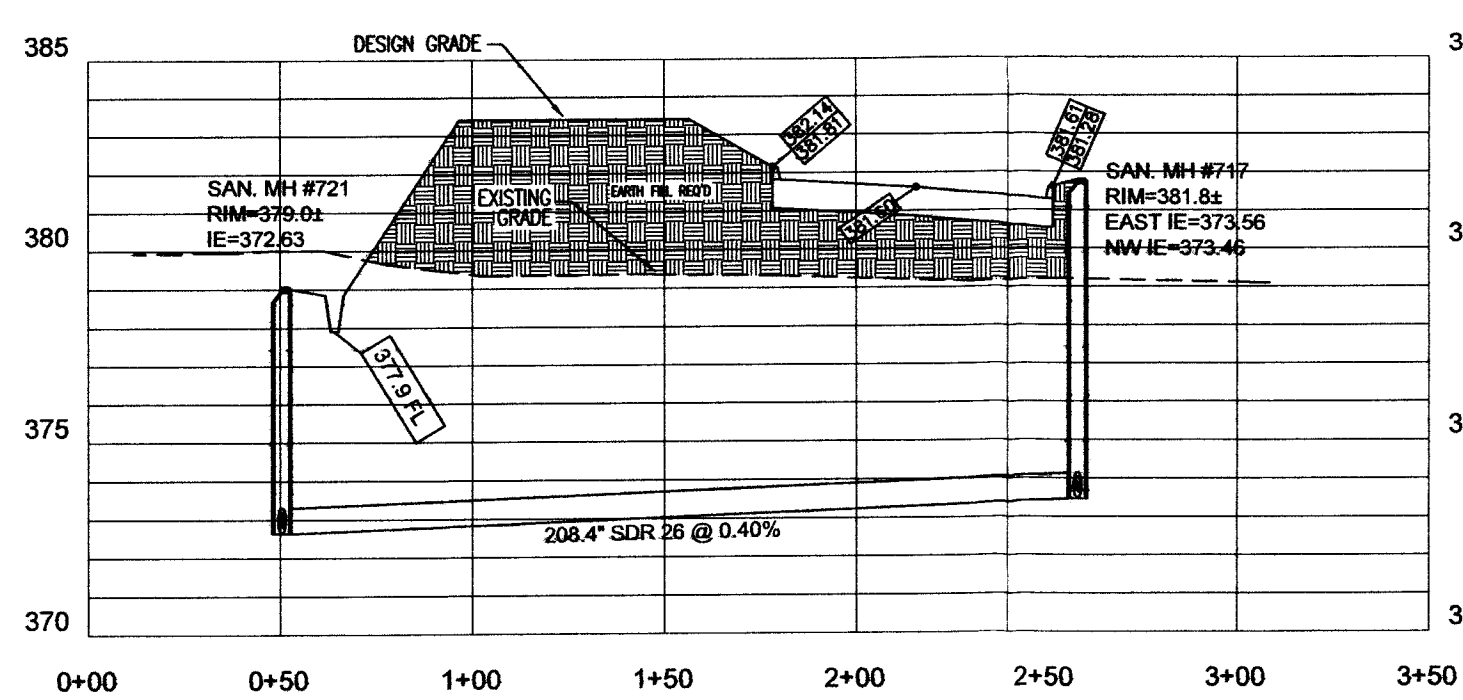 DESIGN GRADE
385
3
382.14
381.81
381.61
381.28
SAN. MH #721
RIM=379.0±
IE=372.63
EXISTING
GRADE
EARTH FILL REQ'D
SAN. MH #717
RIM=381.8±
EAST IE=373.56
NW IE=373.46
380
3
381.60
377.9 FL
375
3
208.4" SDR 26 @ 0.40%
370
3
0+00 0+50 1+00 1+50 2+00 2+50 3+00 3+50